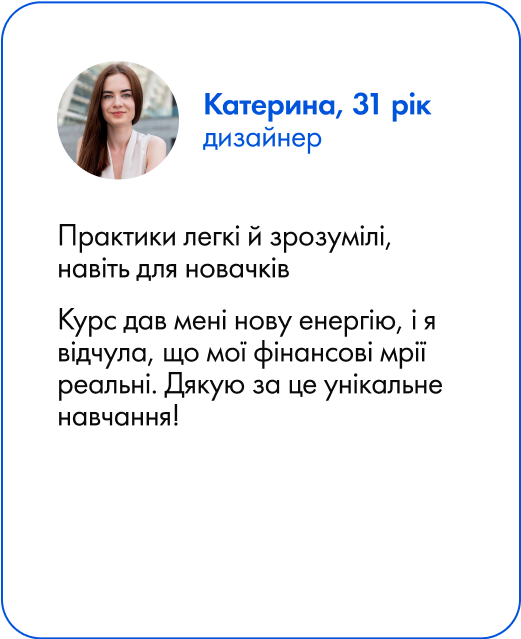 Катерина, 31 рік
дизайнер
Практики легкі й зрозумілі,
навіть для новачків
Курс дав мені нову енергію, і я
відчула, що мої фінансові мрії
реальні. Дякую за це унікальне
навчання!